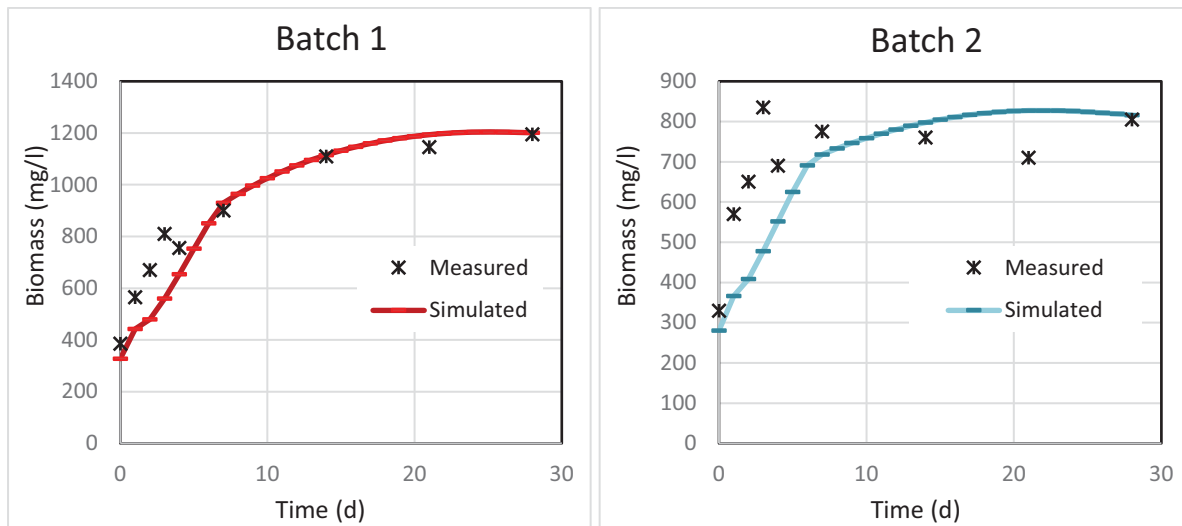 Batch 1
1400
1200
1000
800
600
400
200
0
Biomass (mg/l)
Measured
Simulated
0 10 20 30
Time (d)
Batch 2
900
800
700
600
500
400
300
200
100
0
Biomass (mg/l)
Measured
Simulated
0 10 20 30
Time (d)